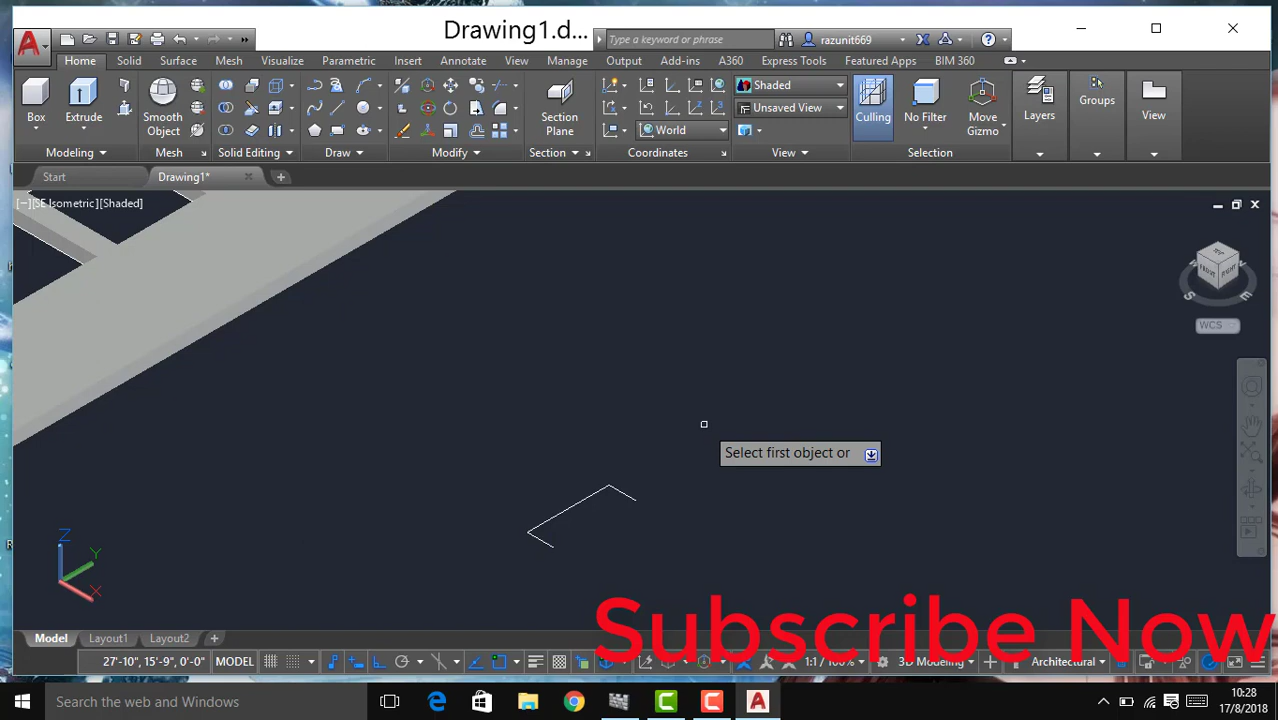 Drawing1.d...
Type a keyword or phrase
razunit669
Home Solid Surface Mesh Visualize Parametric Insert Annotate View Manage Output Add-ins A360 Express Tools Featured Apps BIM 360
Box
Extrude
Smooth
Object
Section
Plane
World
Shaded
Unsaved View
Culling
No Filter
Move
Gizmo
Layers
Groups
View
Modeling
Mesh
Solid Editing
Draw
Modify
Section
Coordinates
View
Selection
Start
Drawing1*
[−][SE Isometric][Shaded]
FRONT
RIGHT
S
E
WCS
Select first object or
Z
Y
X
Subscribe Now
Model
Layout1
Layout2
27'-10", 15'-9", 0'-0"
MODEL
1:1 / 100%
3D Modeling
Architectural
Search the web and Windows
10:28
17/8/2018